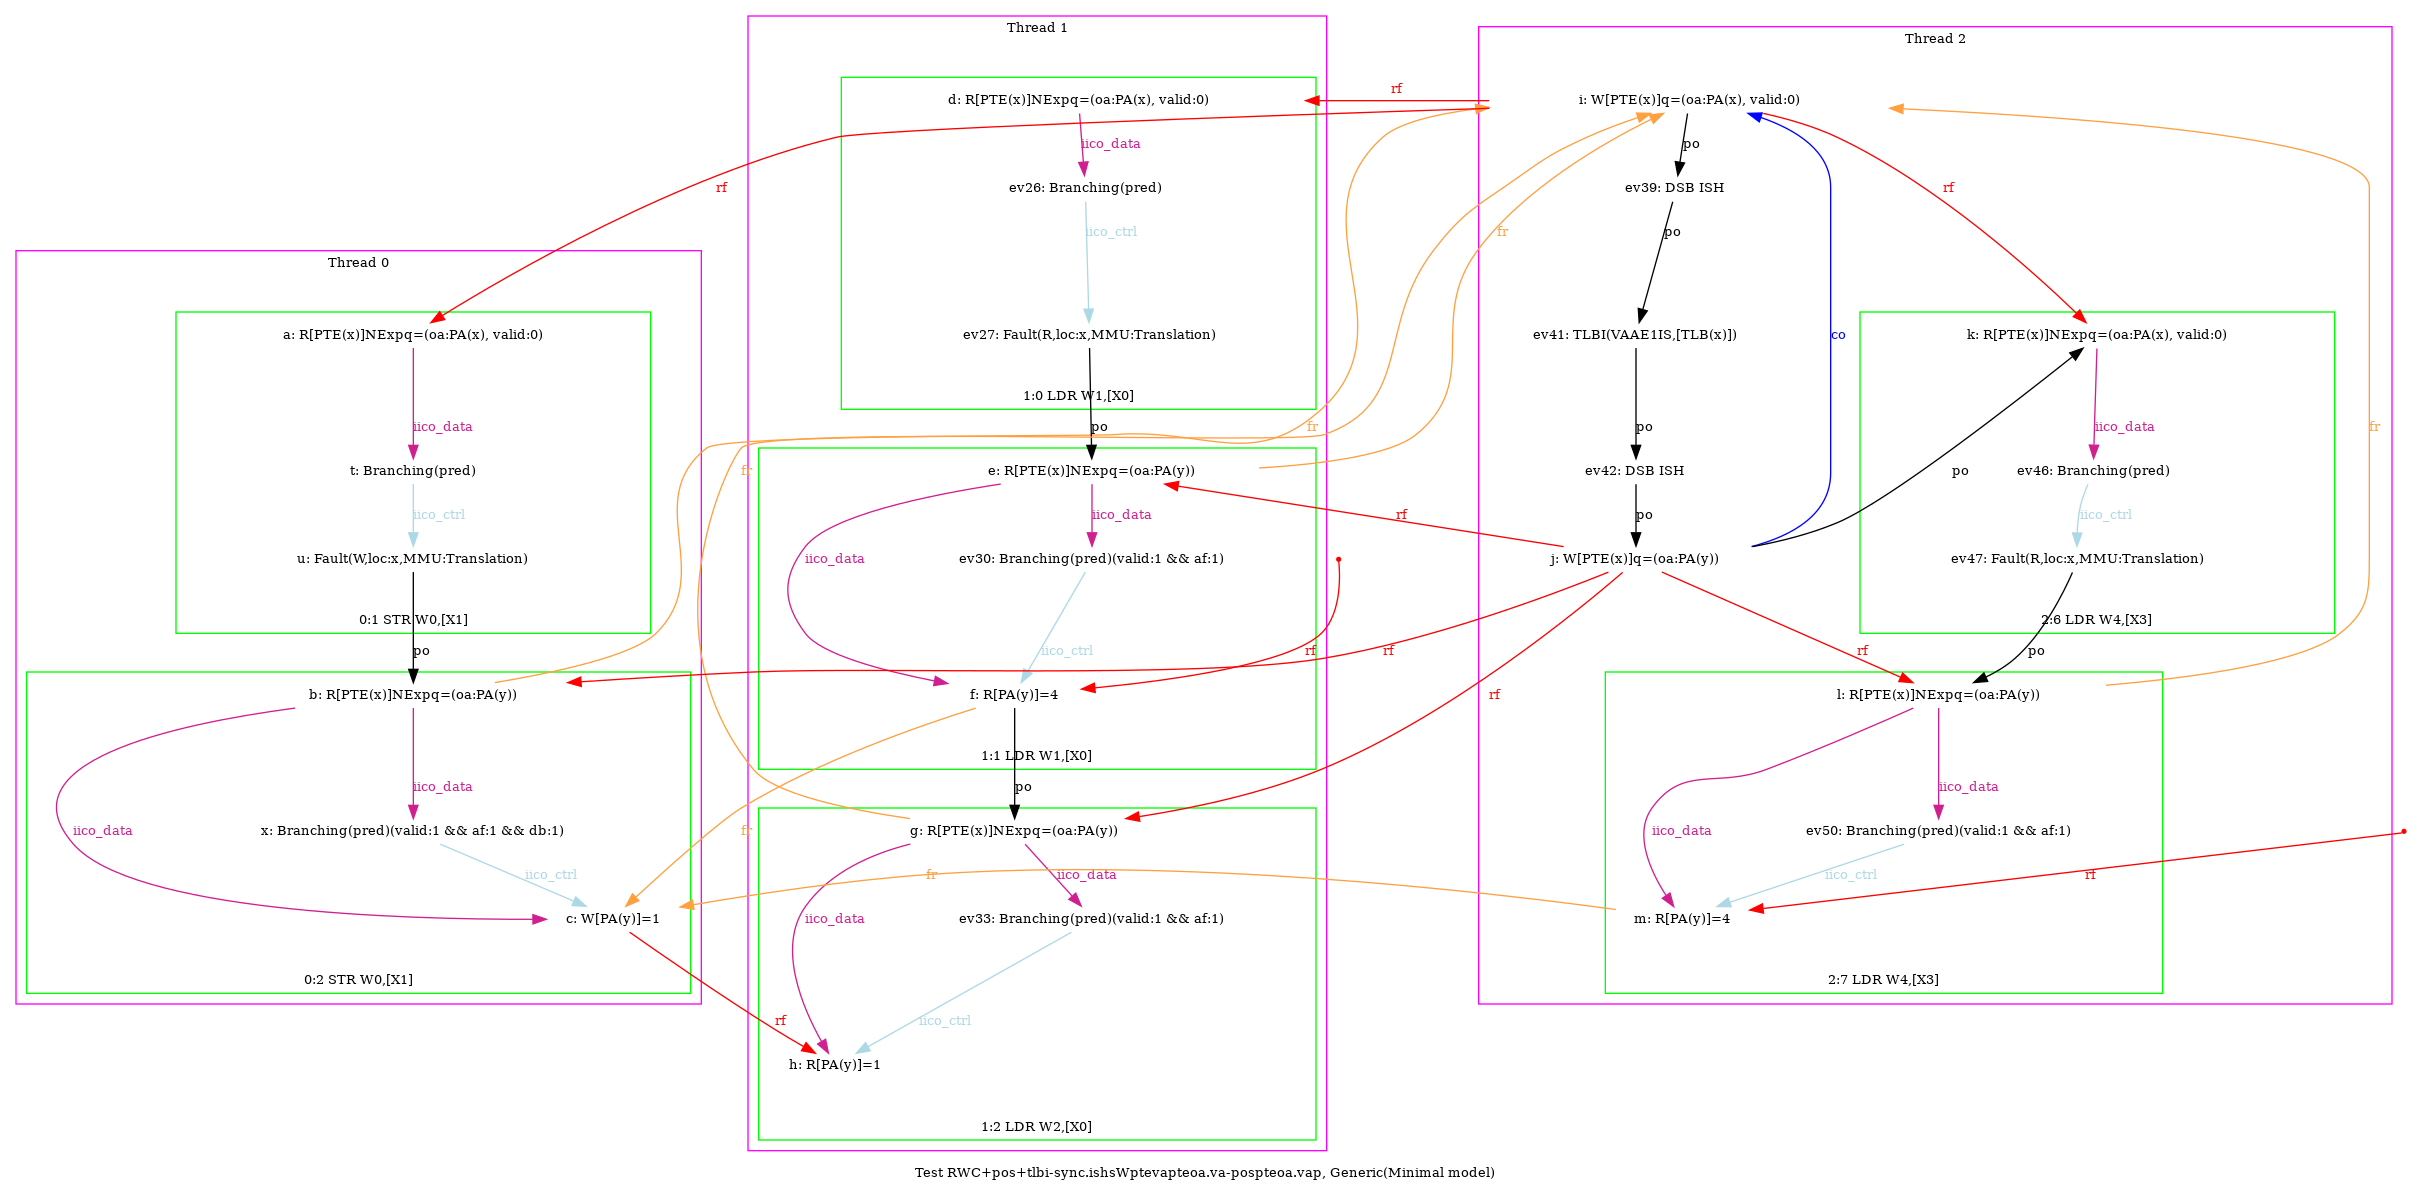 Thread 1
Thread 2
d: R[PTE(x)]NExpq=(oa:PA(x), valid:0)
rf
i: W[PTE(x)]q=(oa:PA(x), valid:0)
iico_data
po
ev26: Branching(pred)
ev39: DSB ISH
rf
rf
iico_ctrl
fr
po
Thread 0
a: R[PTE(x)]NExpq=(oa:PA(x), valid:0)
ev27: Fault(R,loc:x,MMU:Translation)
ev41: TLBI(VAAE1IS,[TLB(x)])
co
k: R[PTE(x)]NExpq=(oa:PA(x), valid:0)
1:0 LDR W1,[X0]
iico_data
po
fr
po
iico_data
fr
t: Branching(pred)
fr
e: R[PTE(x)]NExpq=(oa:PA(y))
ev42: DSB ISH
po
ev46: Branching(pred)
iico_ctrl
iico_data
rf
po
iico_ctrl
u: Fault(W,loc:x,MMU:Translation)
iico_data
ev30: Branching(pred)(valid:1 && af:1)
j: W[PTE(x)]q=(oa:PA(y))
ev47: Fault(R,loc:x,MMU:Translation)
0:1 STR W0,[X1]
2:6 LDR W4,[X3]
po
iico_ctrl
rf
rf
rf
po
b: R[PTE(x)]NExpq=(oa:PA(y))
f: R[PA(y)]=4
rf
l: R[PTE(x)]NExpq=(oa:PA(y))
1:1 LDR W1,[X0]
iico_data
po
iico_data
iico_data
x: Branching(pred)(valid:1 && af:1 && db:1)
fr
g: R[PTE(x)]NExpq=(oa:PA(y))
iico_data
ev50: Branching(pred)(valid:1 && af:1)
iico_ctrl
fr
iico_data
iico_ctrl
rf
c: W[PA(y)]=1
iico_data
ev33: Branching(pred)(valid:1 && af:1)
m: R[PA(y)]=4
0:2 STR W0,[X1]
2:7 LDR W4,[X3]
rf
iico_ctrl
h: R[PA(y)]=1
1:2 LDR W2,[X0]
Test RWC+pos+tlbi-sync.ishsWptevapteoa.va-pospteoa.vap, Generic(Minimal model)